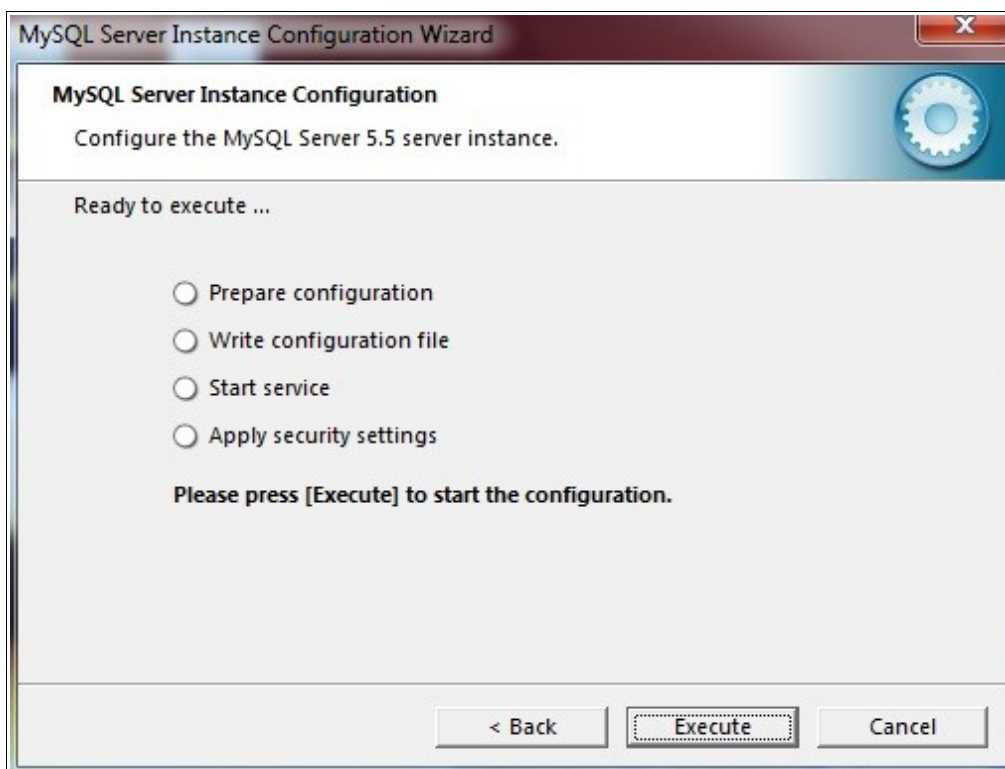 MySQL Server Instance Configuration Wizard
MySQL Server Instance Configuration
Configure the MySQL Server 5.5 server instance.
Ready to execute ...
Prepare configuration
Write configuration file
Start service
Apply security settings
Please press [Execute] to start the configuration.
< Back Execute Cancel